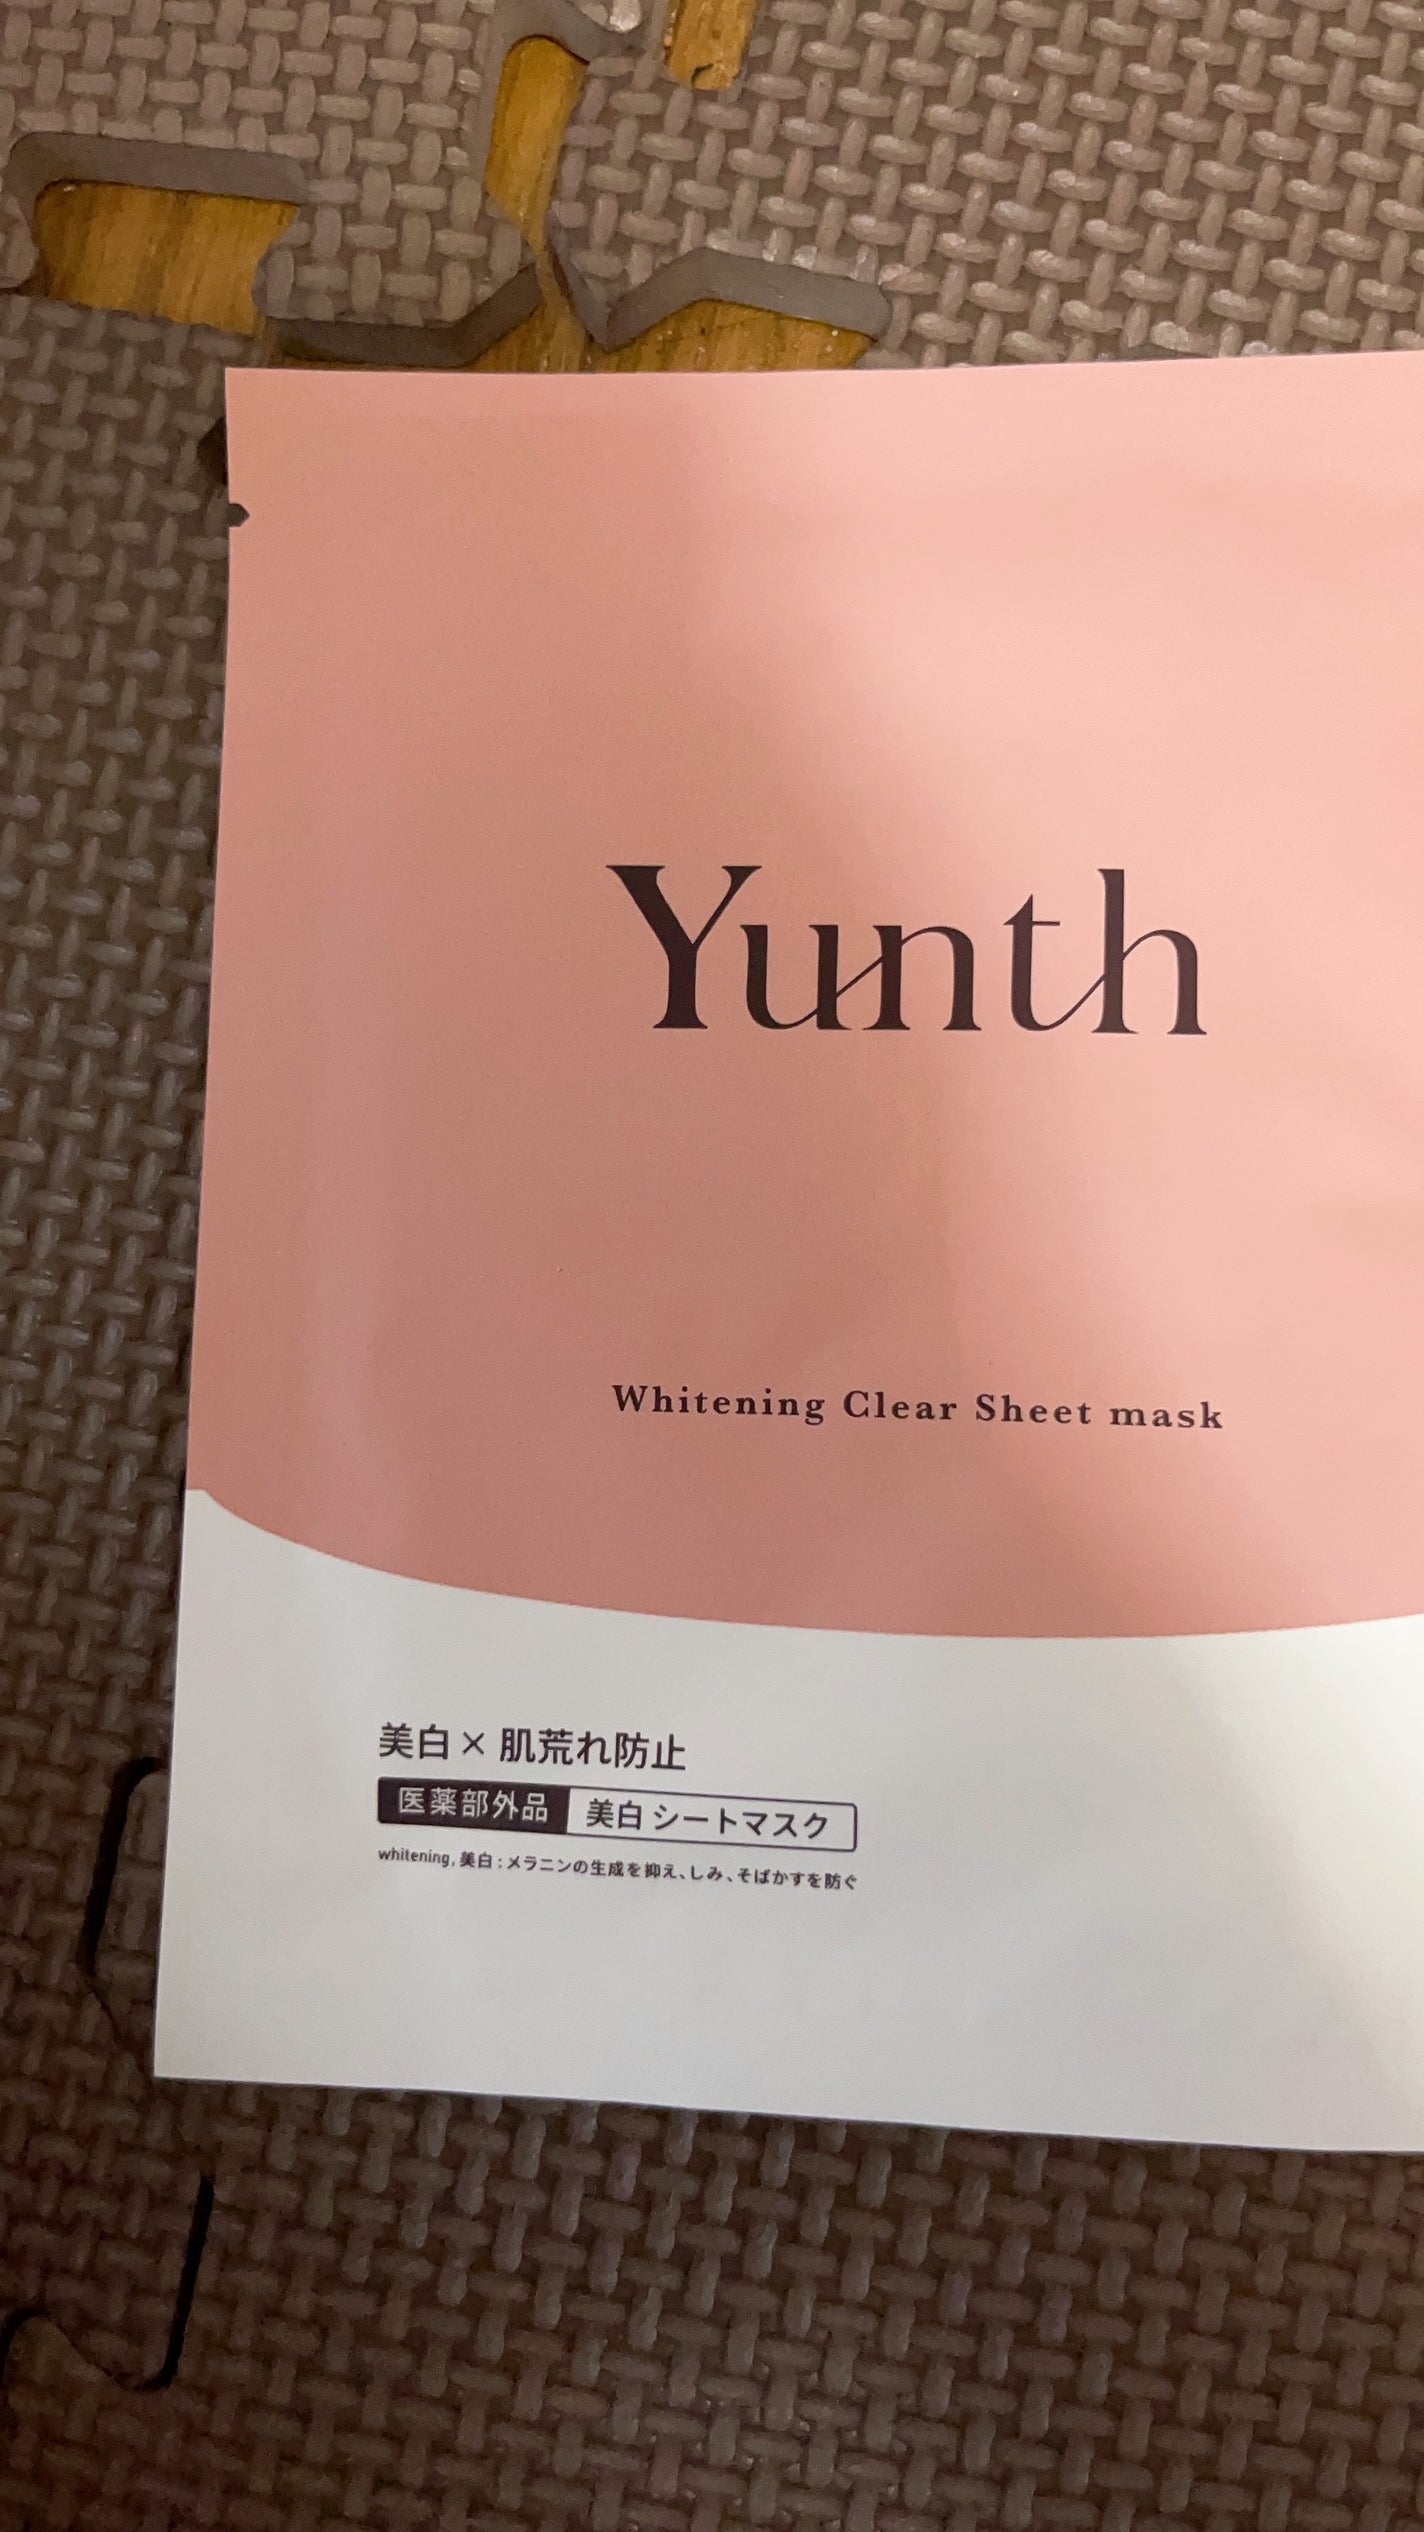 Yunth
Whitening Clear Sheet mask
美白×肌荒れ防止
医薬部外品 美白シートマスク
whitening, 美白:メラニンの生成を抑え、しみ、そばかすを防ぐ